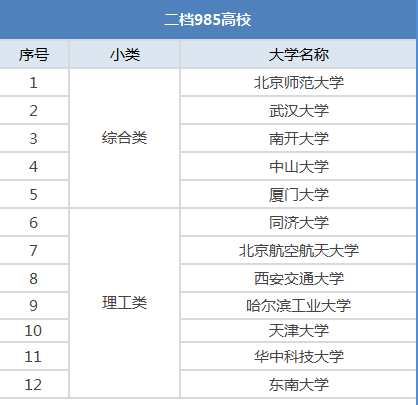 二档985高校
序号 小类 大学名称
1 北京师范大学
2 武汉大学
3 综合类 南开大学
4 中山大学
5 厦门大学
6 同济大学
7 北京航空航天大学
8 西安交通大学
9 理工类 哈尔滨工业大学
10 天津大学
11 华中科技大学
12 东南大学